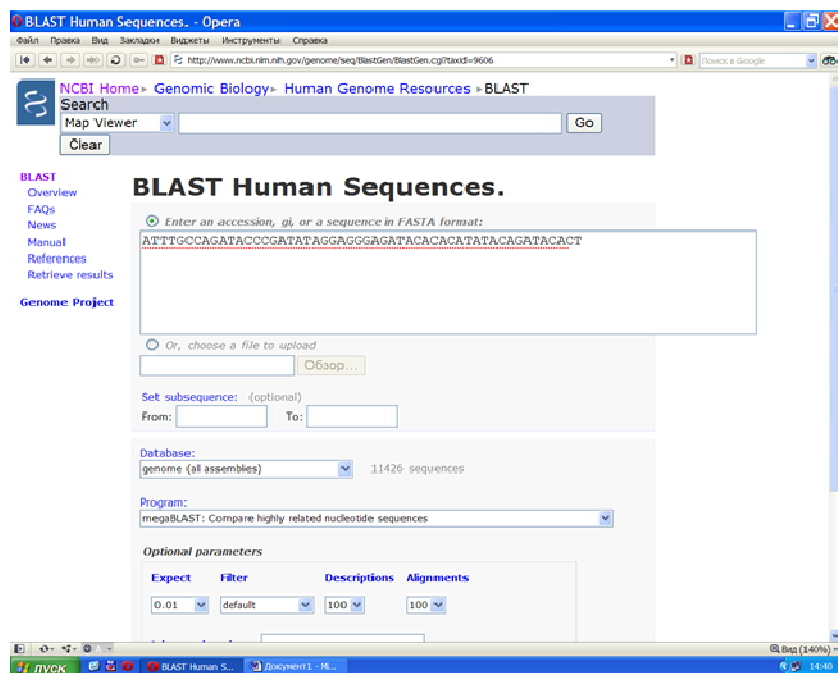 BLAST Human Sequences. - Opera
Файл Правка Вид Закладки Виджеты Инструменты Справка
http://www.ncbi.nlm.nih.gov/genome/seq/BlastGen/BlastGen.cgi?taxid=9606 Поиск в Google
NCBI Home Genomic Biology Human Genome Resources BLAST
Search
Map Viewer Go
Clear
BLAST
Overview
FAQs
News
Manual
References
Retrieve results
Genome Project
BLAST Human Sequences.
Enter an accession, gi, or a sequence in FASTA format:
ATTTGCCAGATACCCGATATAGGAGGGAGATACACACATATACAGATACACT
Or, choose a file to upload
Обзор...
Set subsequence: (optional)
From: To:
Database:
genome (all assemblies) 11426 sequences
Program:
megaBLAST: Compare highly related nucleotide sequences
Optional parameters
Expect Filter Descriptions Alignments
0.01 default 100 100
Вид (140%)
пуск BLAST Human S... Документ1 - Mi... 14:40